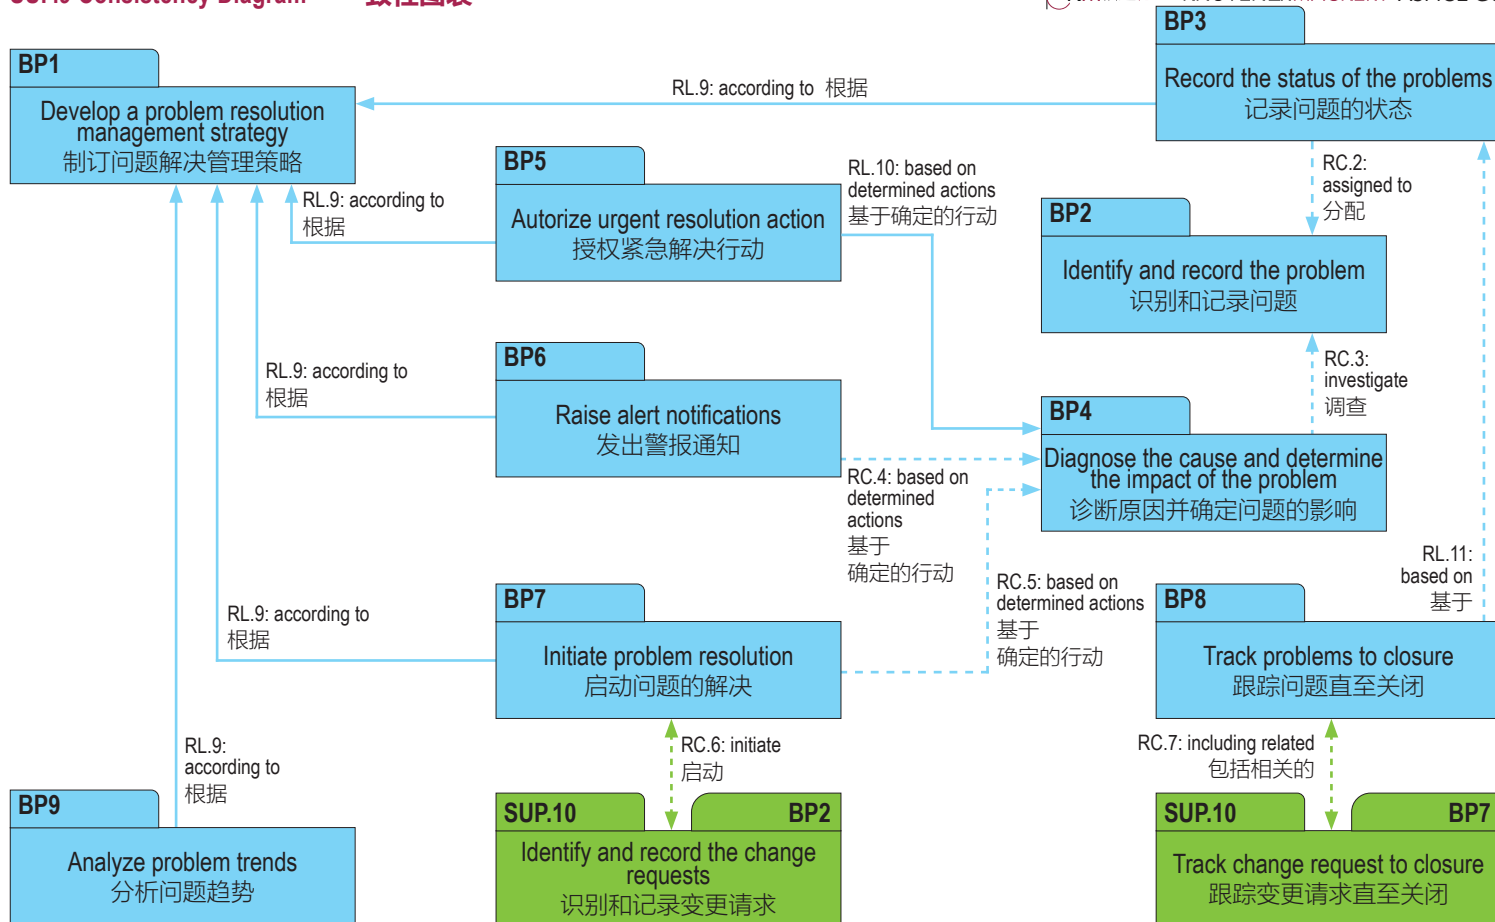 SUP.9 Consistency Diagram 一致性图表
BP1
Develop a problem resolution
management strategy
制订问题解决管理策略
RL.9: according to 根据
BP3
Record the status of the problems
记录问题的状态
BP5
Autorize urgent resolution action
授权紧急解决行动
RL.9: according to
根据
RL.10: based on
determined actions
基于确定的行动
RC.2:
assigned to
分配
BP2
Identify and record the problem
识别和记录问题
BP6
Raise alert notifications
发出警报通知
RL.9: according to
根据
RC.3:
investigate
调查
BP4
Diagnose the cause and determine
the impact of the problem
诊断原因并确定问题的影响
RC.4: based on
determined
actions
基于
确定的行动
RL.11:
based on
基于
BP7
Initiate problem resolution
启动问题的解决
RL.9: according to
根据
RC.5: based on
determined actions
基于
确定的行动
BP8
Track problems to closure
跟踪问题直至关闭
RL.9:
according to
根据
RC.6: initiate
启动
RC.7: including related
包括相关的
BP9
Analyze problem trends
分析问题趋势
SUP.10 BP2
Identify and record the change
requests
识别和记录变更请求
SUP.10 BP7
Track change request to closure
跟踪变更请求直至关闭